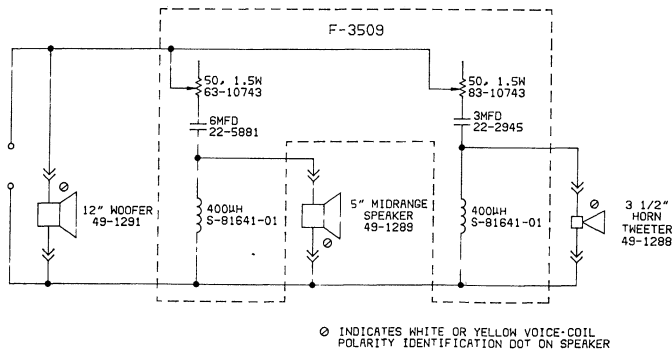 F-3509
50, 1.5W
63-10743
50, 1.5W
83-10743
6MFD
22-5881
3MFD
22-2945
12" WOOFER
49-1291
400µH
S-81641-01
5" MIDRANGE
SPEAKER
49-1289
400µH
S-81641-01
3 1/2"
HORN
TWEETER
49-1288
⊘ INDICATES WHITE OR YELLOW VOICE-COIL
POLARITY IDENTIFICATION DOT ON SPEAKER